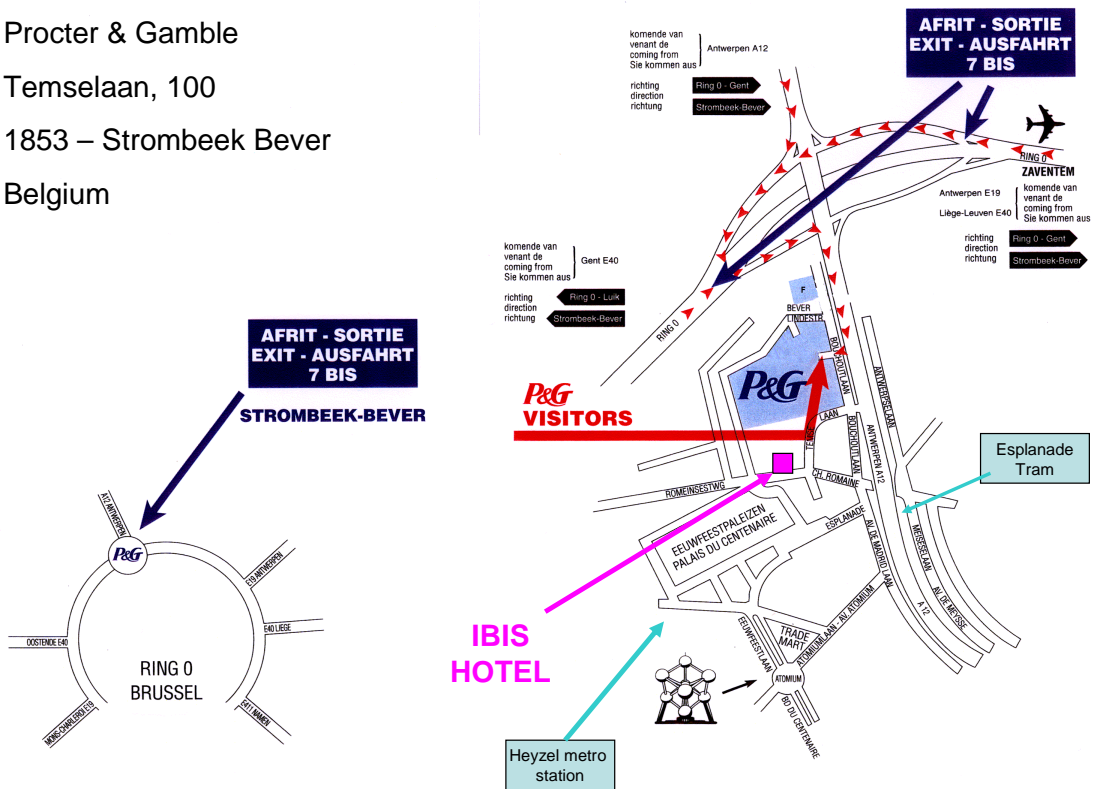 Procter & Gamble
Temselaan, 100
1853 – Strombeek Bever
Belgium
komende van
venant de
coming from
Sie kommen aus
Antwerpen A12
richting
direction
richtung
Ring 0 - Gent
Strombeek-Bever
AFRIT - SORTIE
EXIT - AUSFAHRT
7 BIS
RING 0
ZAVENTEM
Antwerpen E19
Liège-Leuven E40
komende van
venant de
coming from
Sie kommen aus
richting
direction
richtung
Ring 0 - Gent
Strombeek-Bever
komende van
venant de
coming from
Sie kommen aus
Gent E40
richting
direction
richtung
Ring 0 - Luik
Strombeek-Bever
RING 0
F
BEVER
LINDESTR.
BOUCHOUTLAAN
P&G
P&G
VISITORS
ANTWERPSELAAN
TEMSE
LAAN
BOUCHOUTLAAN
ANTWERPEN A12
CH. ROMAINE
ROMEINSESTWG
Esplanade
Tram
EEUWFEESTPALEIZEN
PALAIS DU CENTENAIRE
ESPLANADE
AV. DE MADRID LAAN
A 12
MEISESELAAN
AV. DE MEYSSE
ATOMIUMLAAN - AV. ATOMIUM
TRADE
MART
EEUWFEESTLAAN
ATOMIUM
BD DU CENTENAIRE
IBIS
HOTEL
Heyzel metro
station
AFRIT - SORTIE
EXIT - AUSFAHRT
7 BIS
STROMBEEK-BEVER
A12 ANTWERPEN
P&G
E19 ANTWERPEN
E40 LIEGE
OOSTENDE E40
RING 0
BRUSSEL
MONS-CHARLEROI E19
E411 NAMEN